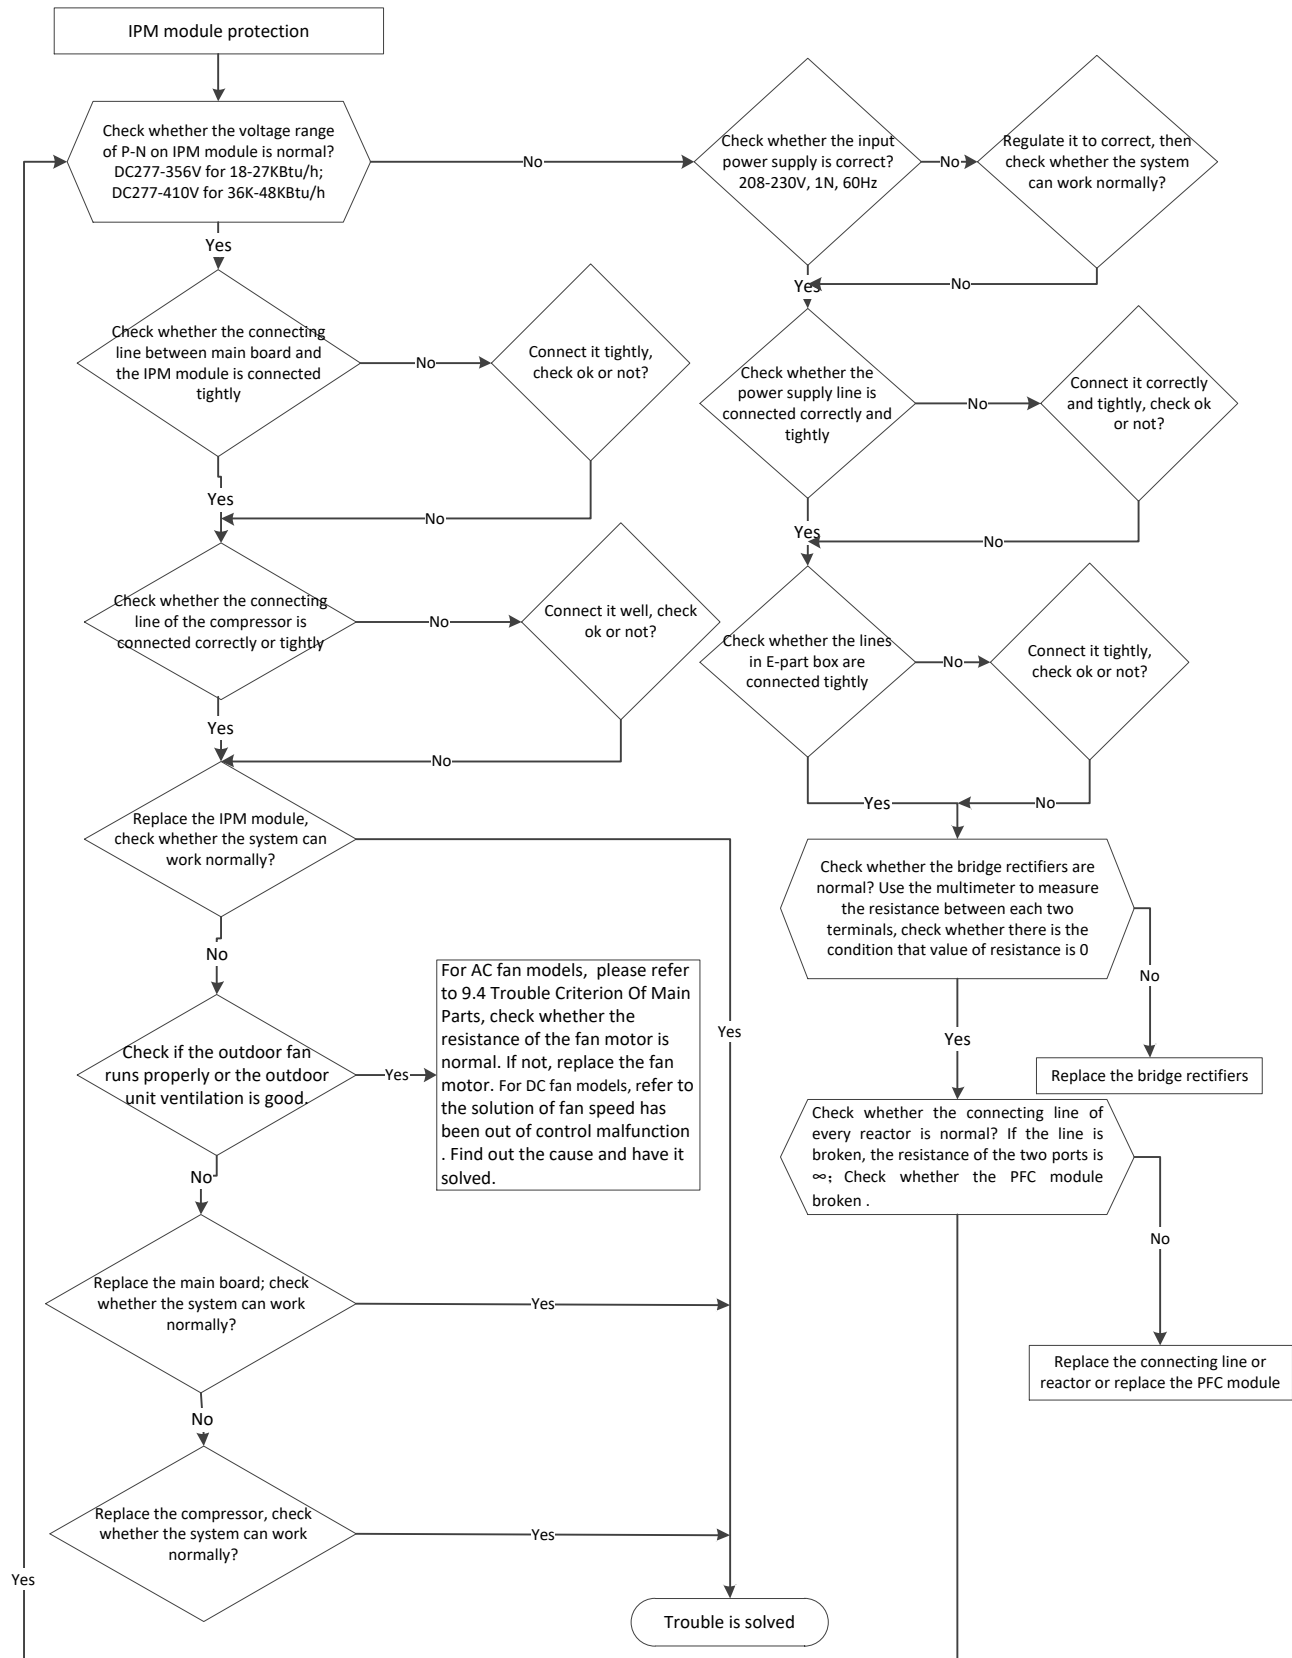 IPM module protection
Check whether the voltage range
of P-N on IPM module is normal?
DC277-356V for 18-27KBtu/h;
DC277-410V for 36K-48KBtu/h
No
Check whether the input
power supply is correct?
208-230V, 1N, 60Hz
No
Regulate it to correct, then
check whether the system
can work normally?
Yes
Yes
No
Check whether the connecting
line between main board and
the IPM module is connected
tightly
No
Connect it tightly,
check ok or not?
Check whether the
power supply line is
connected correctly and
tightly
No
Connect it correctly
and tightly, check ok
or not?
Yes
No
Yes
No
Check whether the connecting
line of the compressor is
connected correctly or tightly
No
Connect it well, check
ok or not?
Check whether the lines
in E-part box are
connected tightly
No
Connect it tightly,
check ok or not?
Yes
No
Yes
No
Replace the IPM module,
check whether the system can
work normally?
Check whether the bridge rectifiers are
normal? Use the multimeter to measure
the resistance between each two
terminals, check whether there is the
condition that value of resistance is 0
No
No
Yes
Yes
Replace the bridge rectifiers
Check if the outdoor fan
runs properly or the outdoor
unit ventilation is good.
Yes
For AC fan models,  please refer
to 9.4 Trouble Criterion Of Main
Parts, check whether the
resistance of the fan motor is
normal. If not, replace the fan
motor. For DC fan models, refer to
the solution of fan speed has
been out of control malfunction
. Find out the cause and have it
solved.
Check whether the connecting line of
every reactor is normal? If the line is
broken, the resistance of the two ports is
∞; Check whether the PFC module
broken .
No
No
Replace the main board; check
whether the system can work
normally?
Yes
Replace the connecting line or
reactor or replace the PFC module
No
Replace the compressor, check
whether the system can work
normally?
Yes
Yes
Trouble is solved